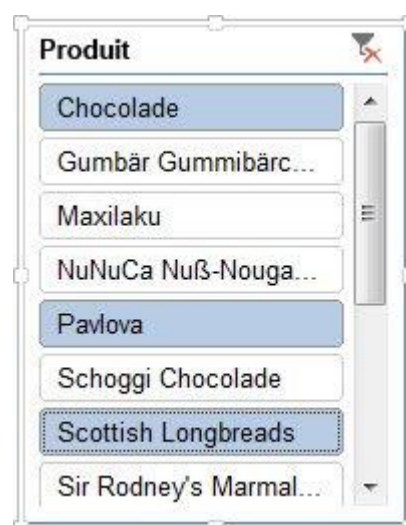 Produit
Chocolade
Gumbär Gummibärc...
Maxilaku
NuNuCa Nuß-Nouga...
Pavlova
Schoggi Chocolade
Scottish Longbreads
Sir Rodney's Marmal...